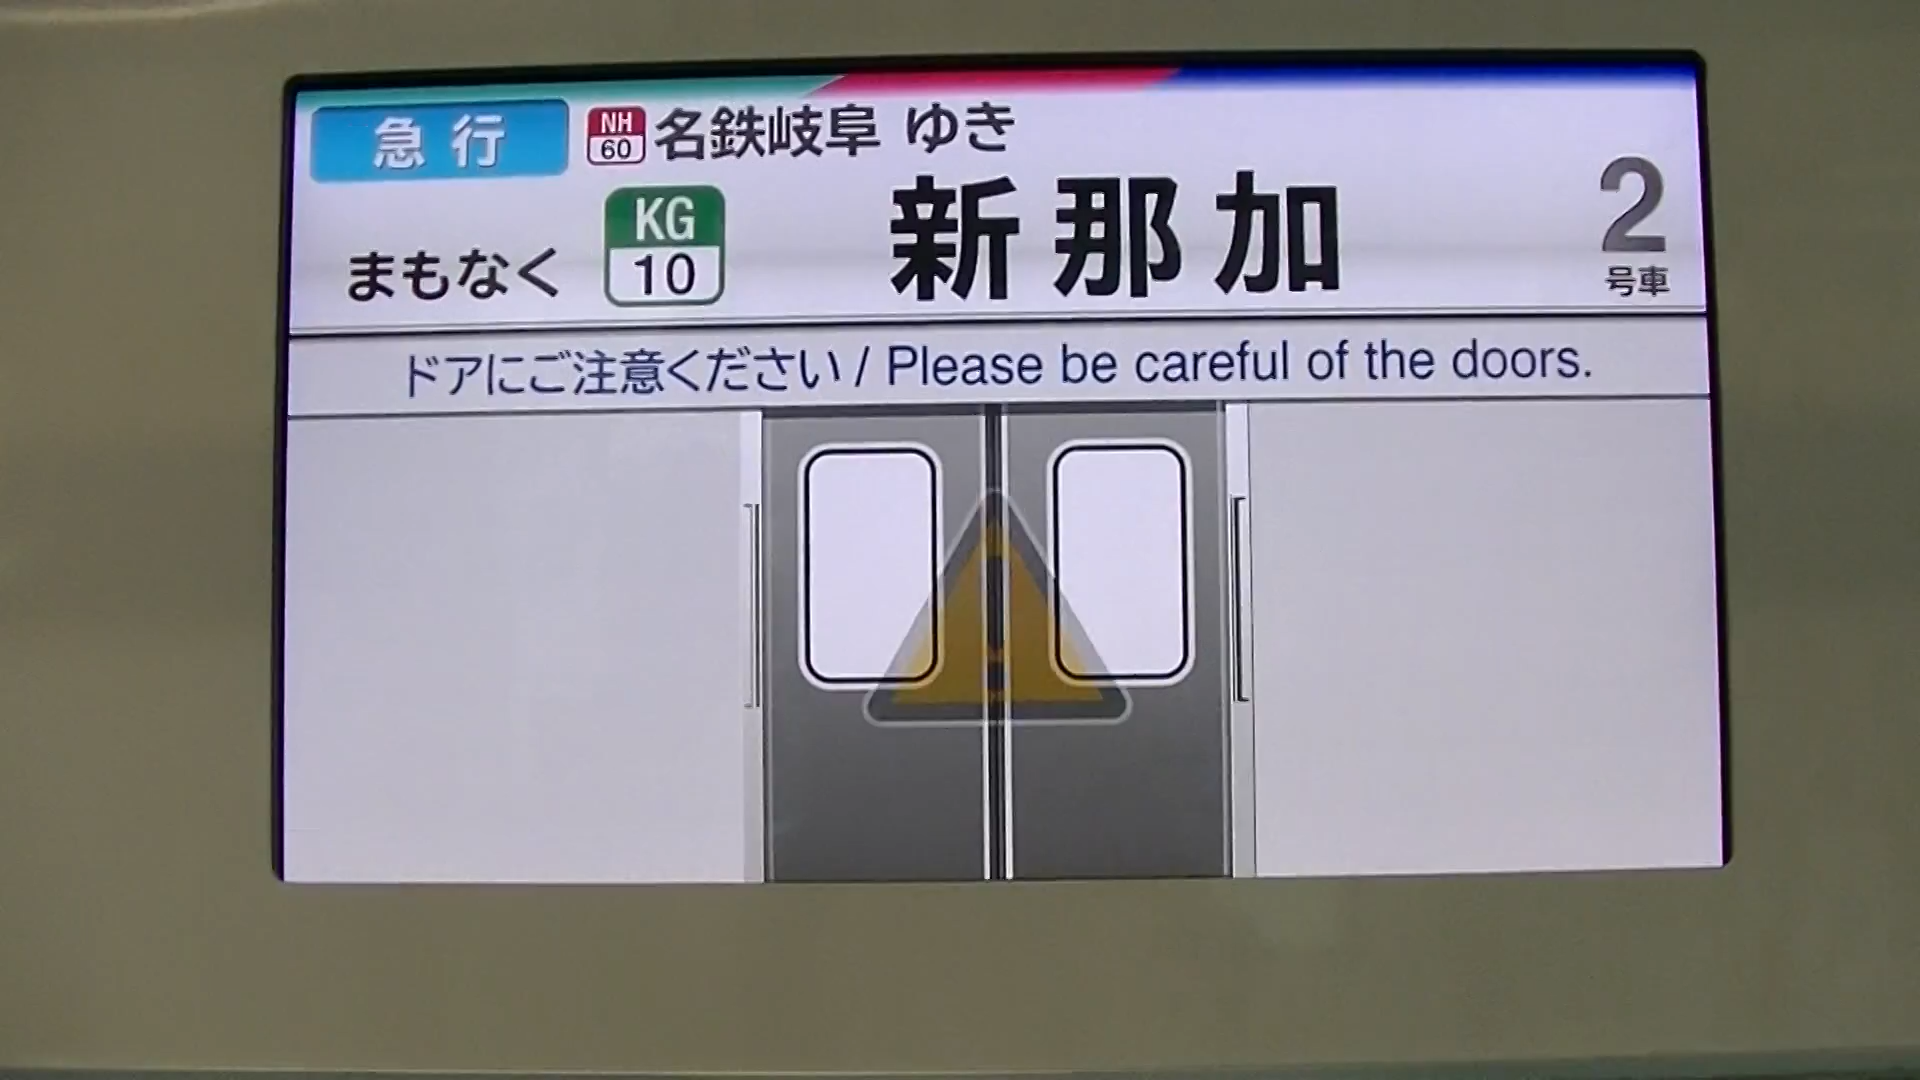 急行 NH 60 名鉄岐阜 ゆき
まもなく KG 10 新那加 2 号車
ドアにご注意ください / Please be careful of the doors.